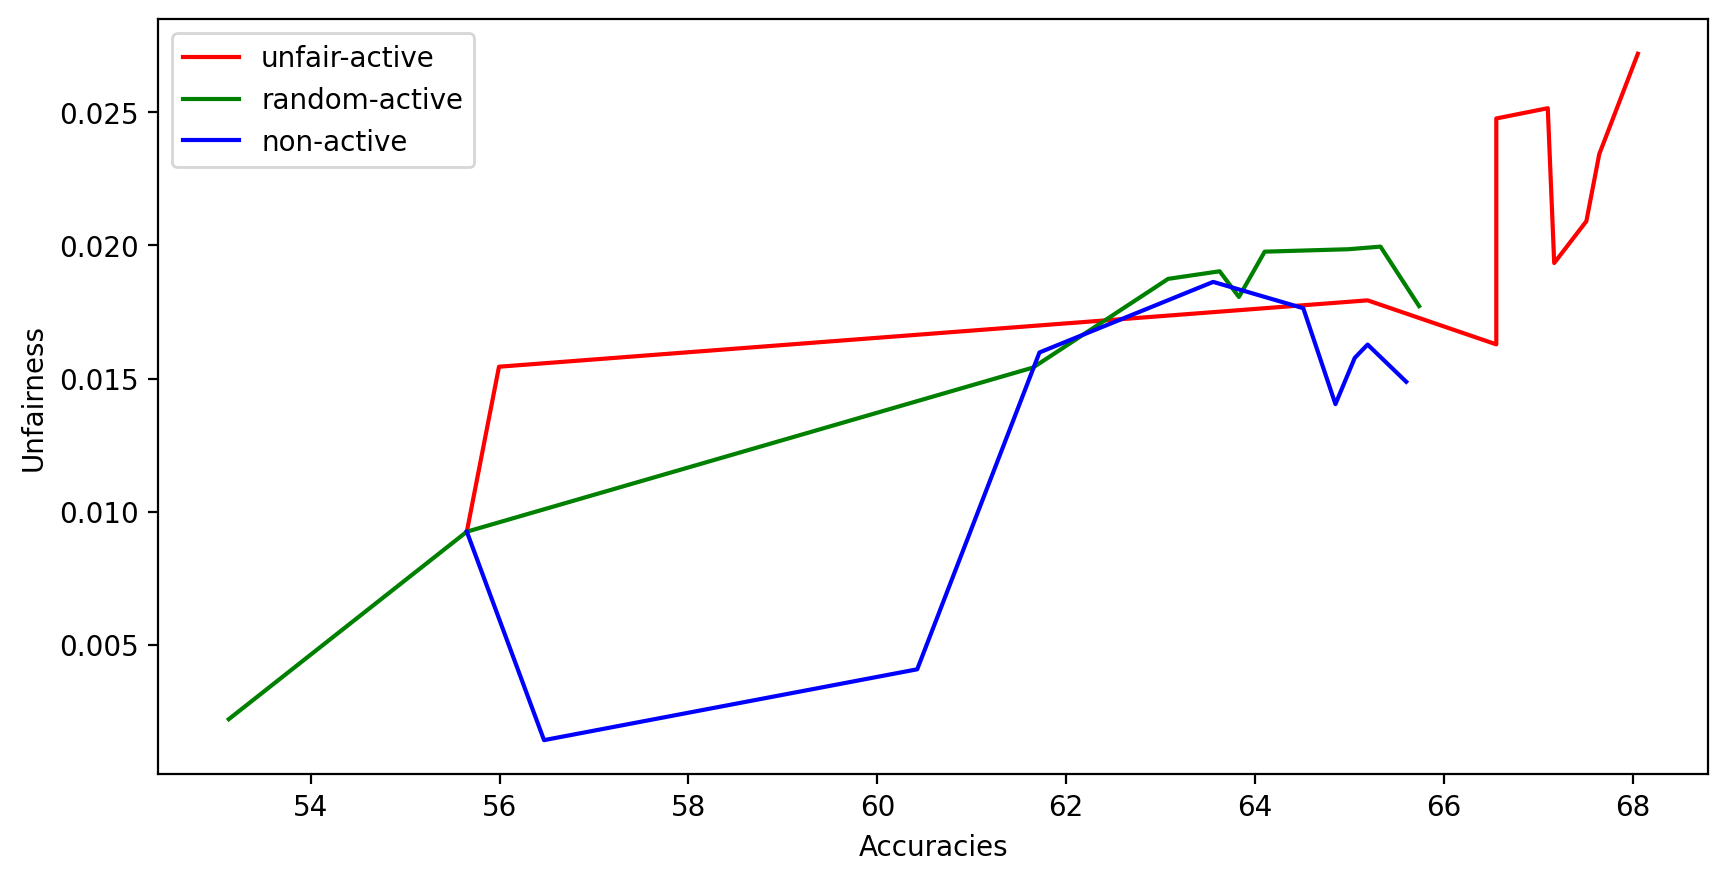 unfair-active
random-active
non-active
0.025
0.020
0.015
0.010
0.005
Unfairness
54 56 58 60 62 64 66 68
Accuracies